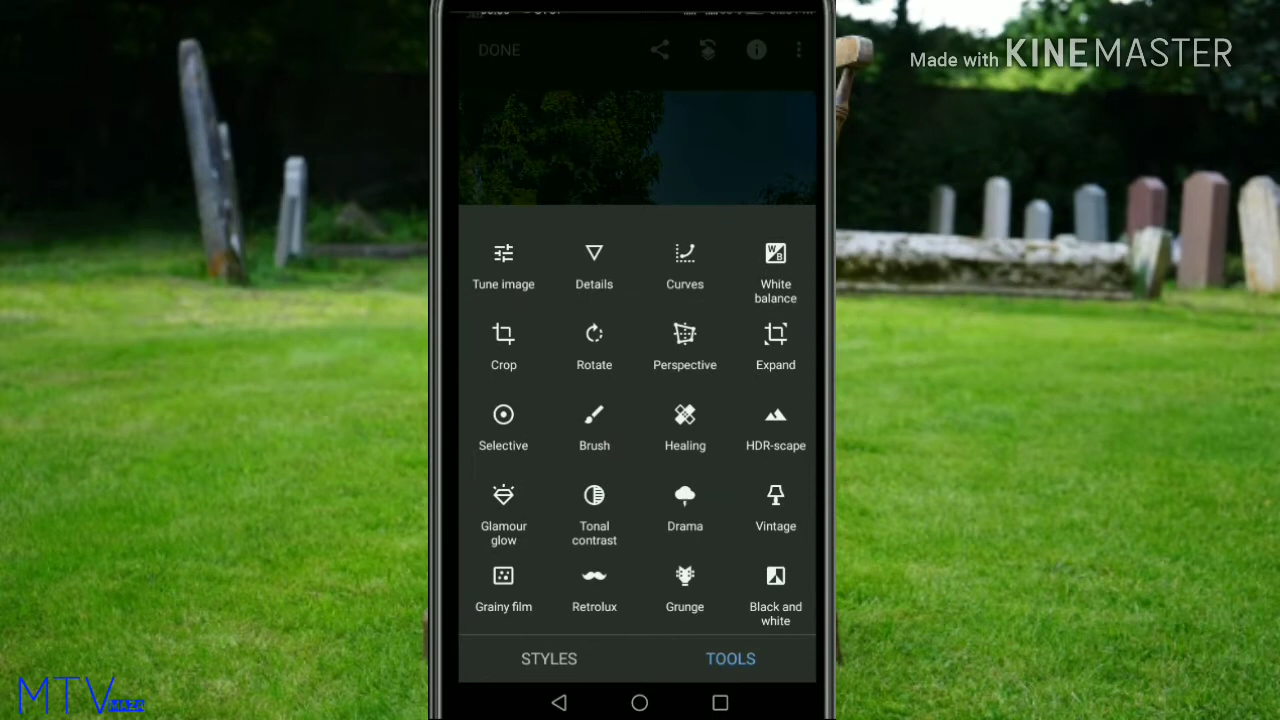 Made with KINEMASTER
DONE
Tune image
Details
Curves
White
balance
Crop
Rotate
Perspective
Expand
Selective
Brush
Healing
HDR-scape
Glamour
glow
Tonal
contrast
Drama
Vintage
Grainy film
Retrolux
Grunge
Black and
white
STYLES
TOOLS
MTV
MAZA